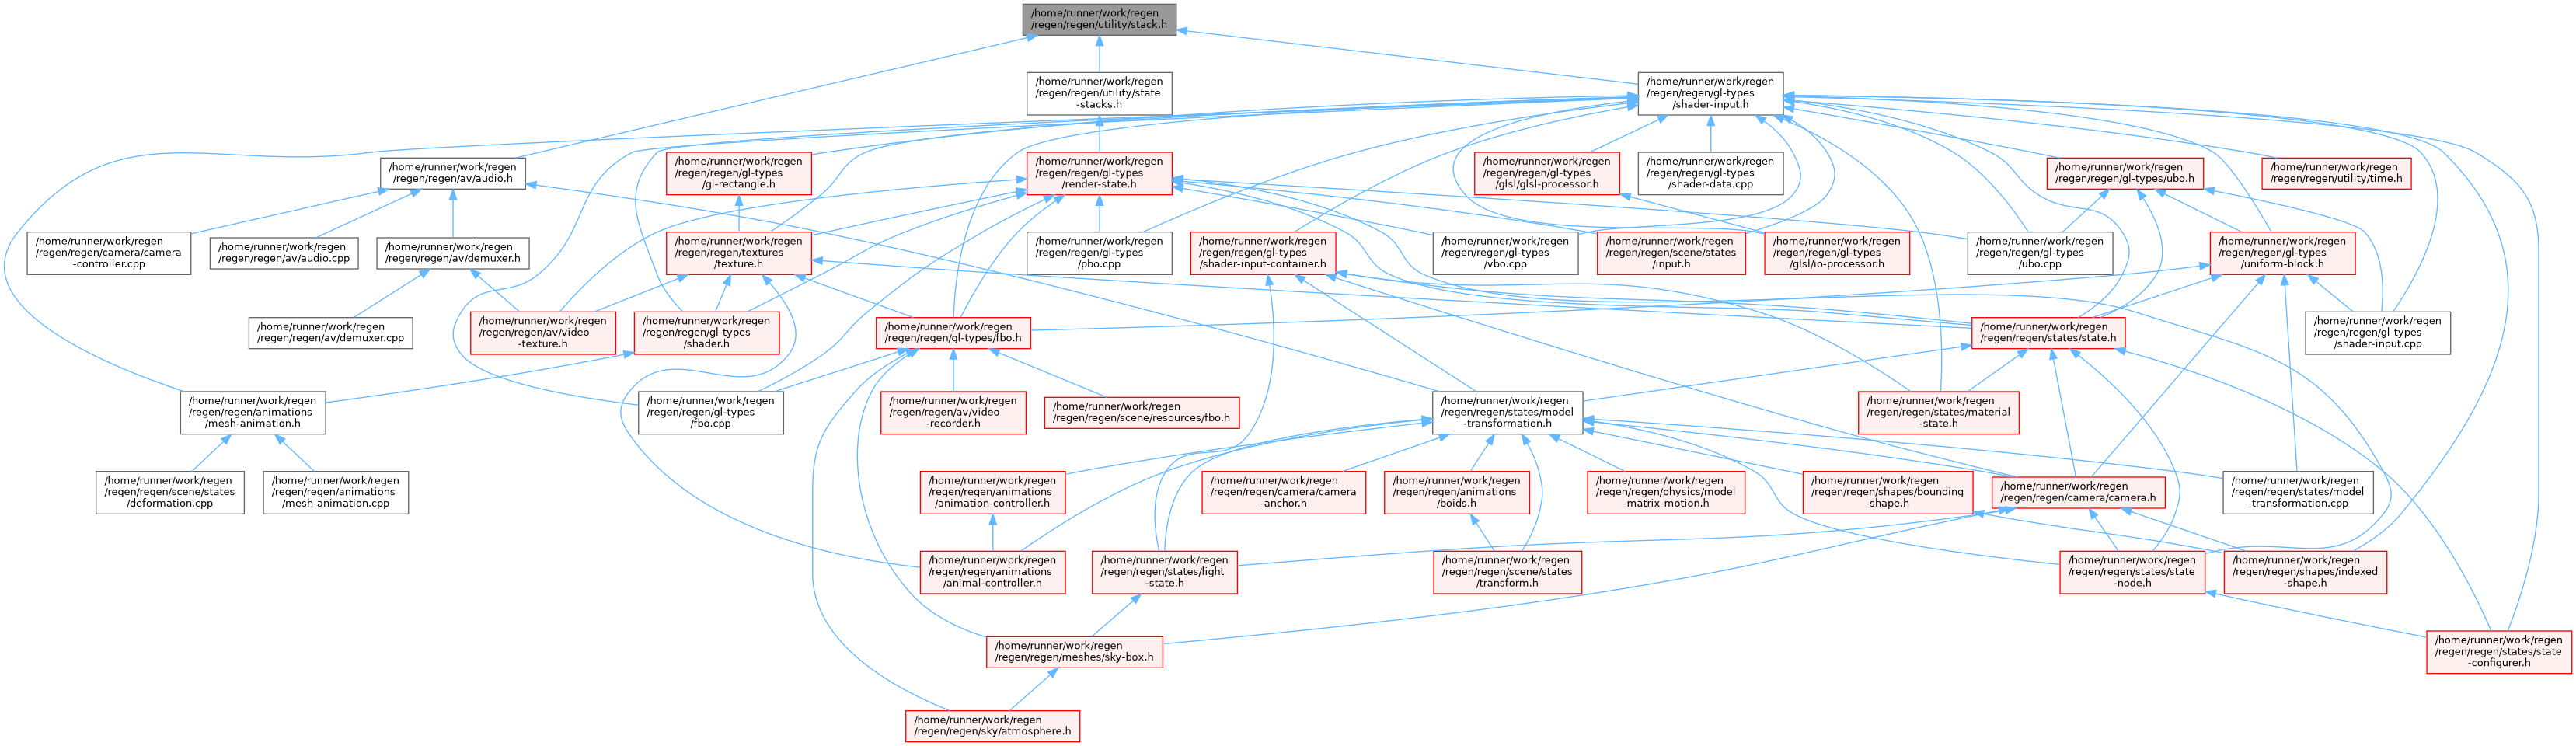 /home/runner/work/regen
/regen/regen/utility/stack.h
/home/runner/work/regen
/regen/regen/utility/state
-stacks.h
/home/runner/work/regen
/regen/regen/gl-types
/shader-input.h
/home/runner/work/regen
/regen/regen/av/audio.h
/home/runner/work/regen
/regen/regen/gl-types
/gl-rectangle.h
/home/runner/work/regen
/regen/regen/gl-types
/render-state.h
/home/runner/work/regen
/regen/regen/gl-types
/glsl/glsl-processor.h
/home/runner/work/regen
/regen/regen/gl-types
/shader-data.cpp
/home/runner/work/regen
/regen/regen/gl-types/ubo.h
/home/runner/work/regen
/regen/regen/utility/time.h
/home/runner/work/regen
/regen/regen/camera/camera
-controller.cpp
/home/runner/work/regen
/regen/regen/av/audio.cpp
/home/runner/work/regen
/regen/regen/av/demuxer.h
/home/runner/work/regen
/regen/regen/textures
/texture.h
/home/runner/work/regen
/regen/regen/gl-types
/pbo.cpp
/home/runner/work/regen
/regen/regen/gl-types
/shader-input-container.h
/home/runner/work/regen
/regen/regen/gl-types
/vbo.cpp
/home/runner/work/regen
/regen/regen/scene/states
/input.h
/home/runner/work/regen
/regen/regen/gl-types
/glsl/io-processor.h
/home/runner/work/regen
/regen/regen/gl-types
/ubo.cpp
/home/runner/work/regen
/regen/regen/gl-types
/uniform-block.h
/home/runner/work/regen
/regen/regen/av/demuxer.cpp
/home/runner/work/regen
/regen/regen/av/video
-texture.h
/home/runner/work/regen
/regen/regen/gl-types
/shader.h
/home/runner/work/regen
/regen/regen/gl-types/fbo.h
/home/runner/work/regen
/regen/regen/states/state.h
/home/runner/work/regen
/regen/regen/gl-types
/shader-input.cpp
/home/runner/work/regen
/regen/regen/animations
/mesh-animation.h
/home/runner/work/regen
/regen/regen/gl-types
/fbo.cpp
/home/runner/work/regen
/regen/regen/av/video
-recorder.h
/home/runner/work/regen
/regen/regen/scene/resources/fbo.h
/home/runner/work/regen
/regen/regen/states/model
-transformation.h
/home/runner/work/regen
/regen/regen/states/material
-state.h
/home/runner/work/regen
/regen/regen/scene/states
/deformation.cpp
/home/runner/work/regen
/regen/regen/animations
/mesh-animation.cpp
/home/runner/work/regen
/regen/regen/animations
/animation-controller.h
/home/runner/work/regen
/regen/regen/camera/camera
-anchor.h
/home/runner/work/regen
/regen/regen/animations
/boids.h
/home/runner/work/regen
/regen/regen/physics/model
-matrix-motion.h
/home/runner/work/regen
/regen/regen/shapes/bounding
-shape.h
/home/runner/work/regen
/regen/regen/camera/camera.h
/home/runner/work/regen
/regen/regen/states/model
-transformation.cpp
/home/runner/work/regen
/regen/regen/animations
/animal-controller.h
/home/runner/work/regen
/regen/regen/states/light
-state.h
/home/runner/work/regen
/regen/regen/scene/states
/transform.h
/home/runner/work/regen
/regen/regen/states/state
-node.h
/home/runner/work/regen
/regen/regen/shapes/indexed
-shape.h
/home/runner/work/regen
/regen/regen/meshes/sky-box.h
/home/runner/work/regen
/regen/regen/states/state
-configurer.h
/home/runner/work/regen
/regen/regen/sky/atmosphere.h